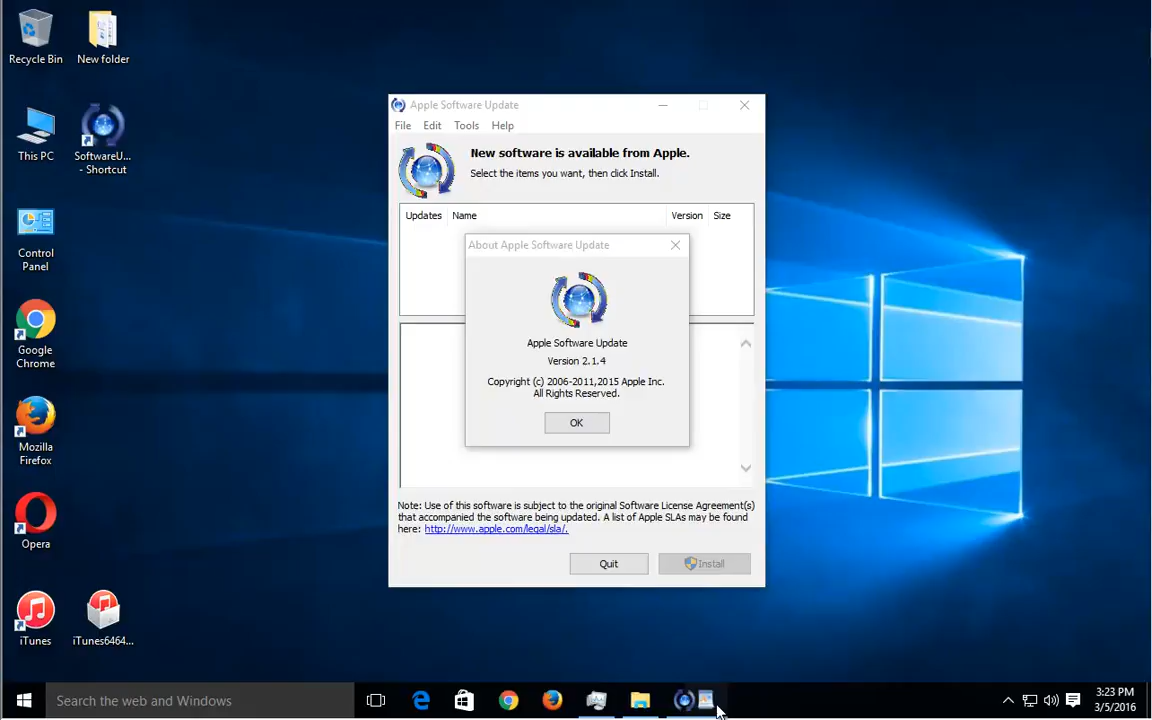 Recycle Bin
New folder
This PC
SoftwareU...
- Shortcut
Control
Panel
Google
Chrome
Mozilla
Firefox
Opera
iTunes
iTunes6464...
Apple Software Update
File Edit Tools Help
New software is available from Apple.
Select the items you want, then click Install.
Updates Name Version Size
About Apple Software Update
Apple Software Update
Version 2.1.4
Copyright (c) 2006-2011,2015 Apple Inc.
All Rights Reserved.
OK
Note: Use of this software is subject to the original Software License Agreement(s)
that accompanied the software being updated. A list of Apple SLAs may be found
here: http://www.apple.com/legal/sla/.
Quit Install
Search the web and Windows
3:23 PM
3/5/2016